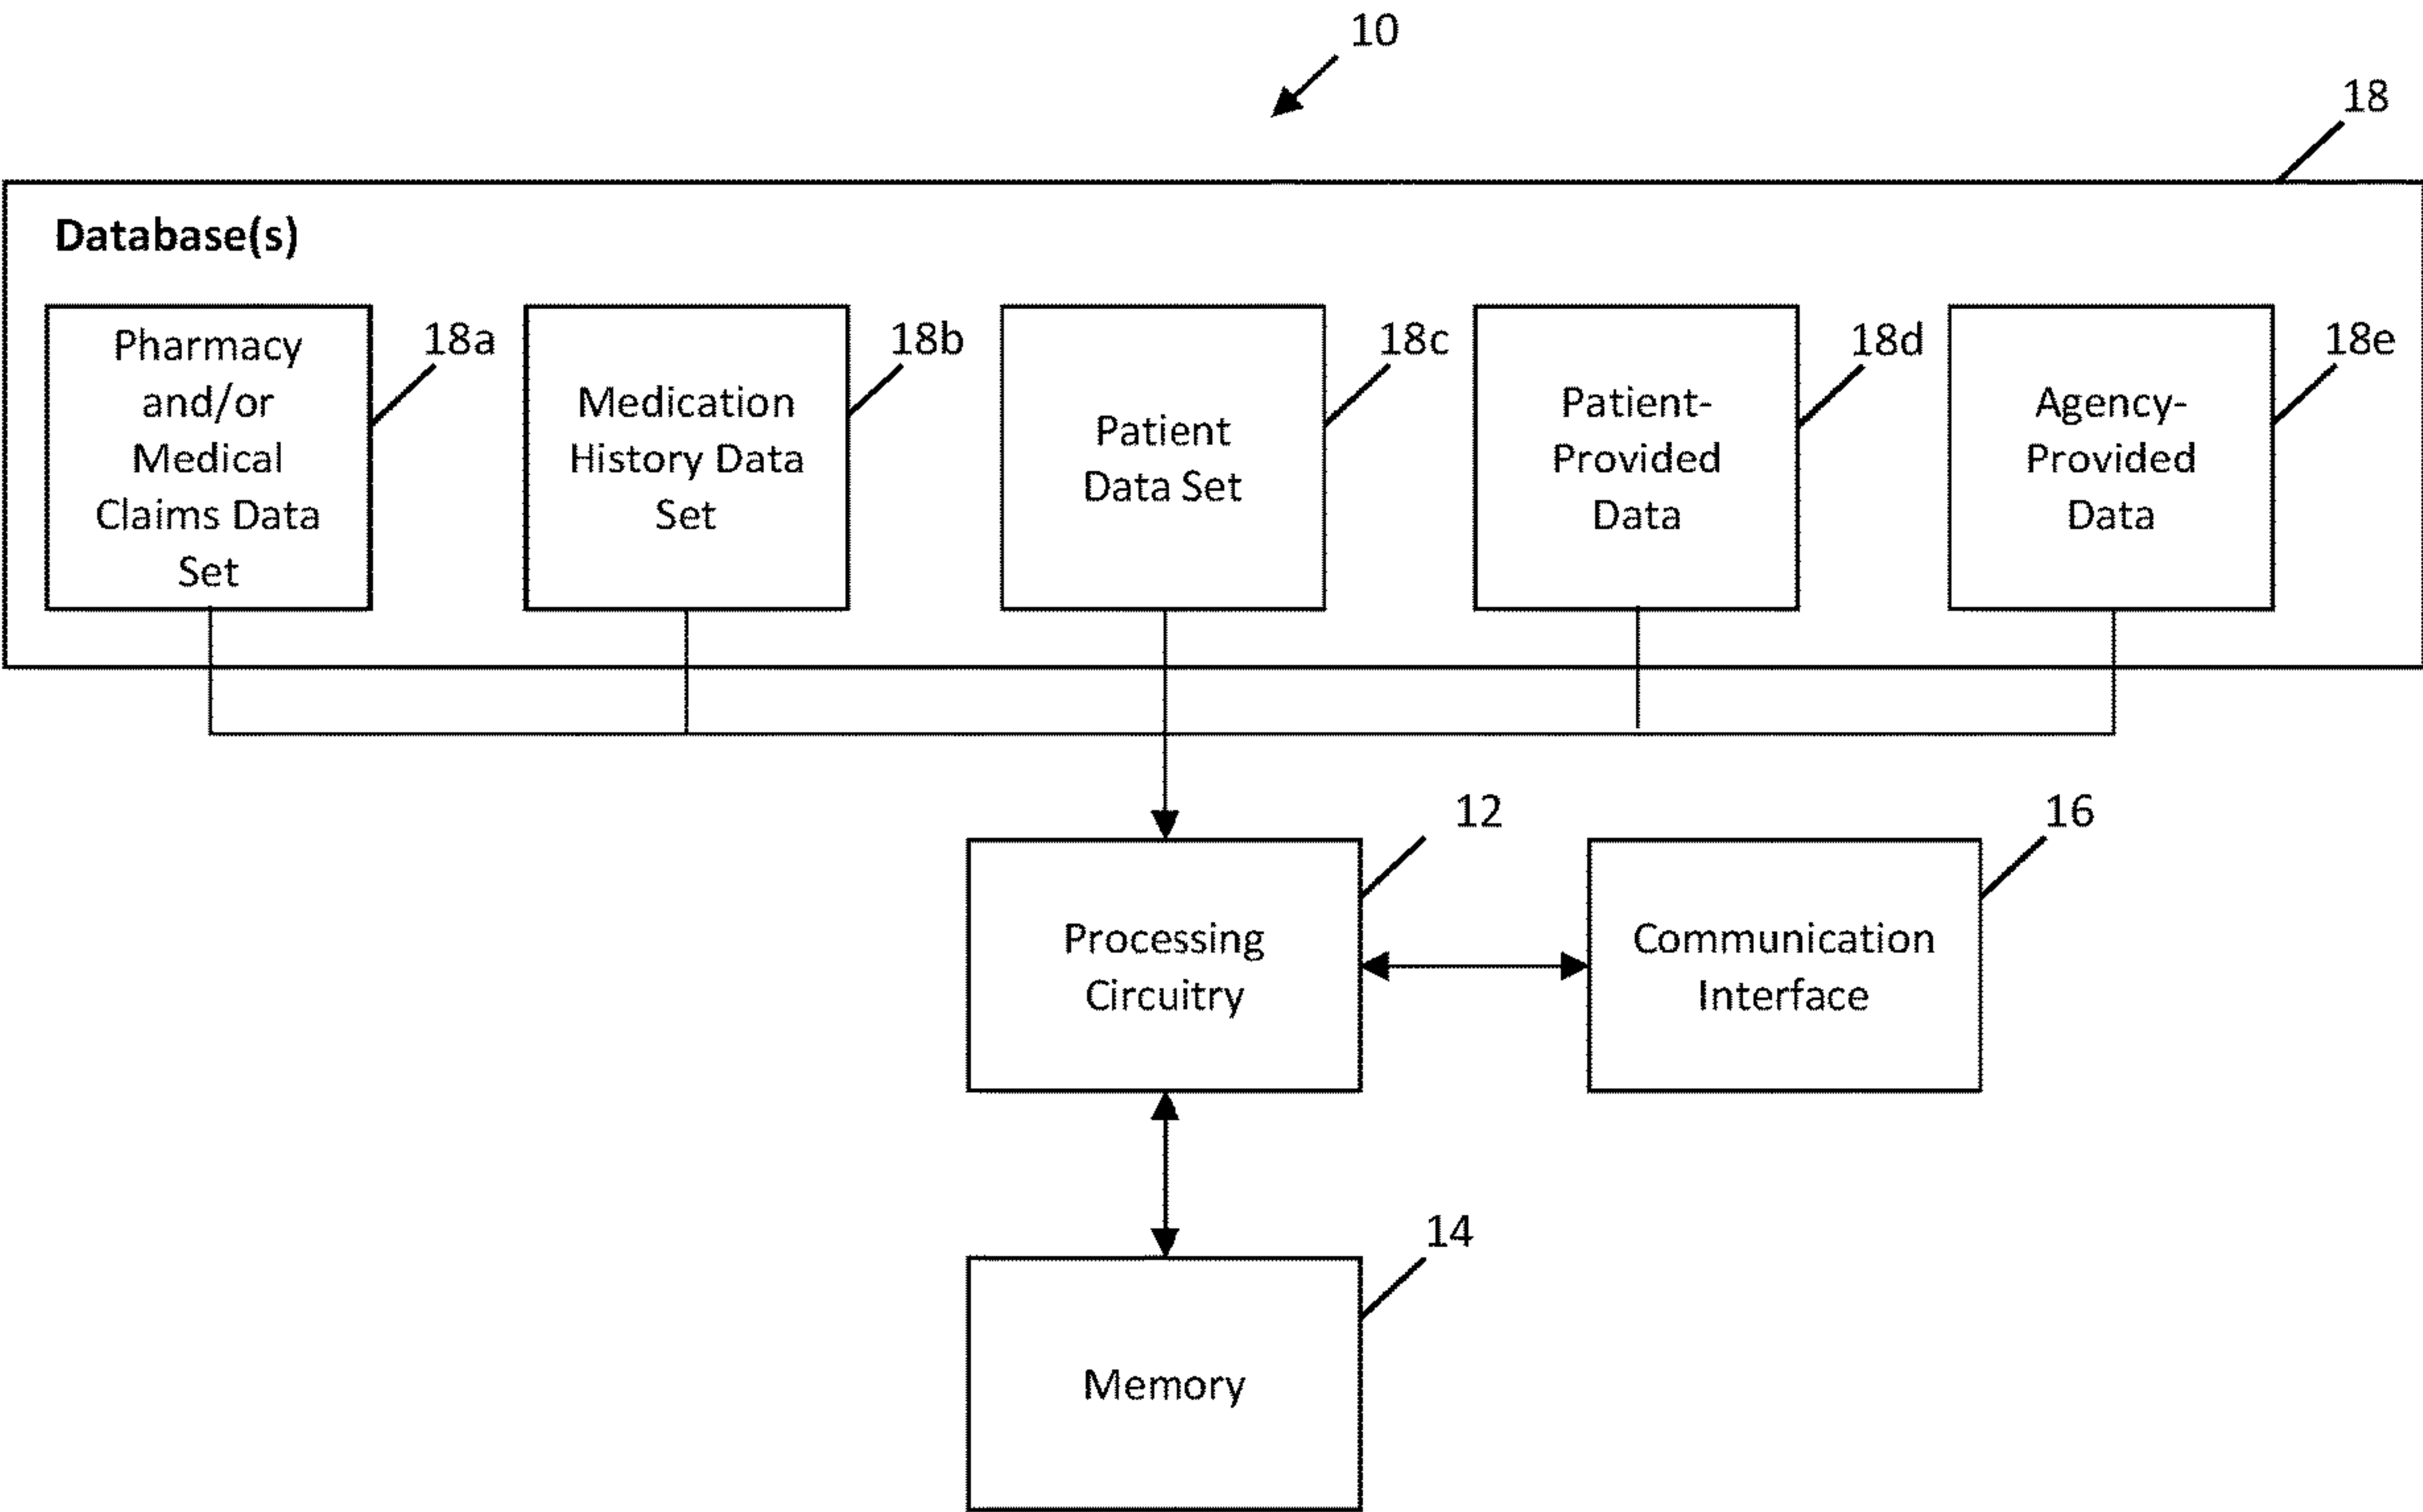 10
18
Database(s)
Pharmacy
and/or
Medical
Claims Data
Set
18a
Medication
History Data
Set
18b
Patient
Data Set
18c
Patient-
Provided
Data
18d
Agency-
Provided
Data
18e
Processing
Circuitry
12
Communication
Interface
16
Memory
14